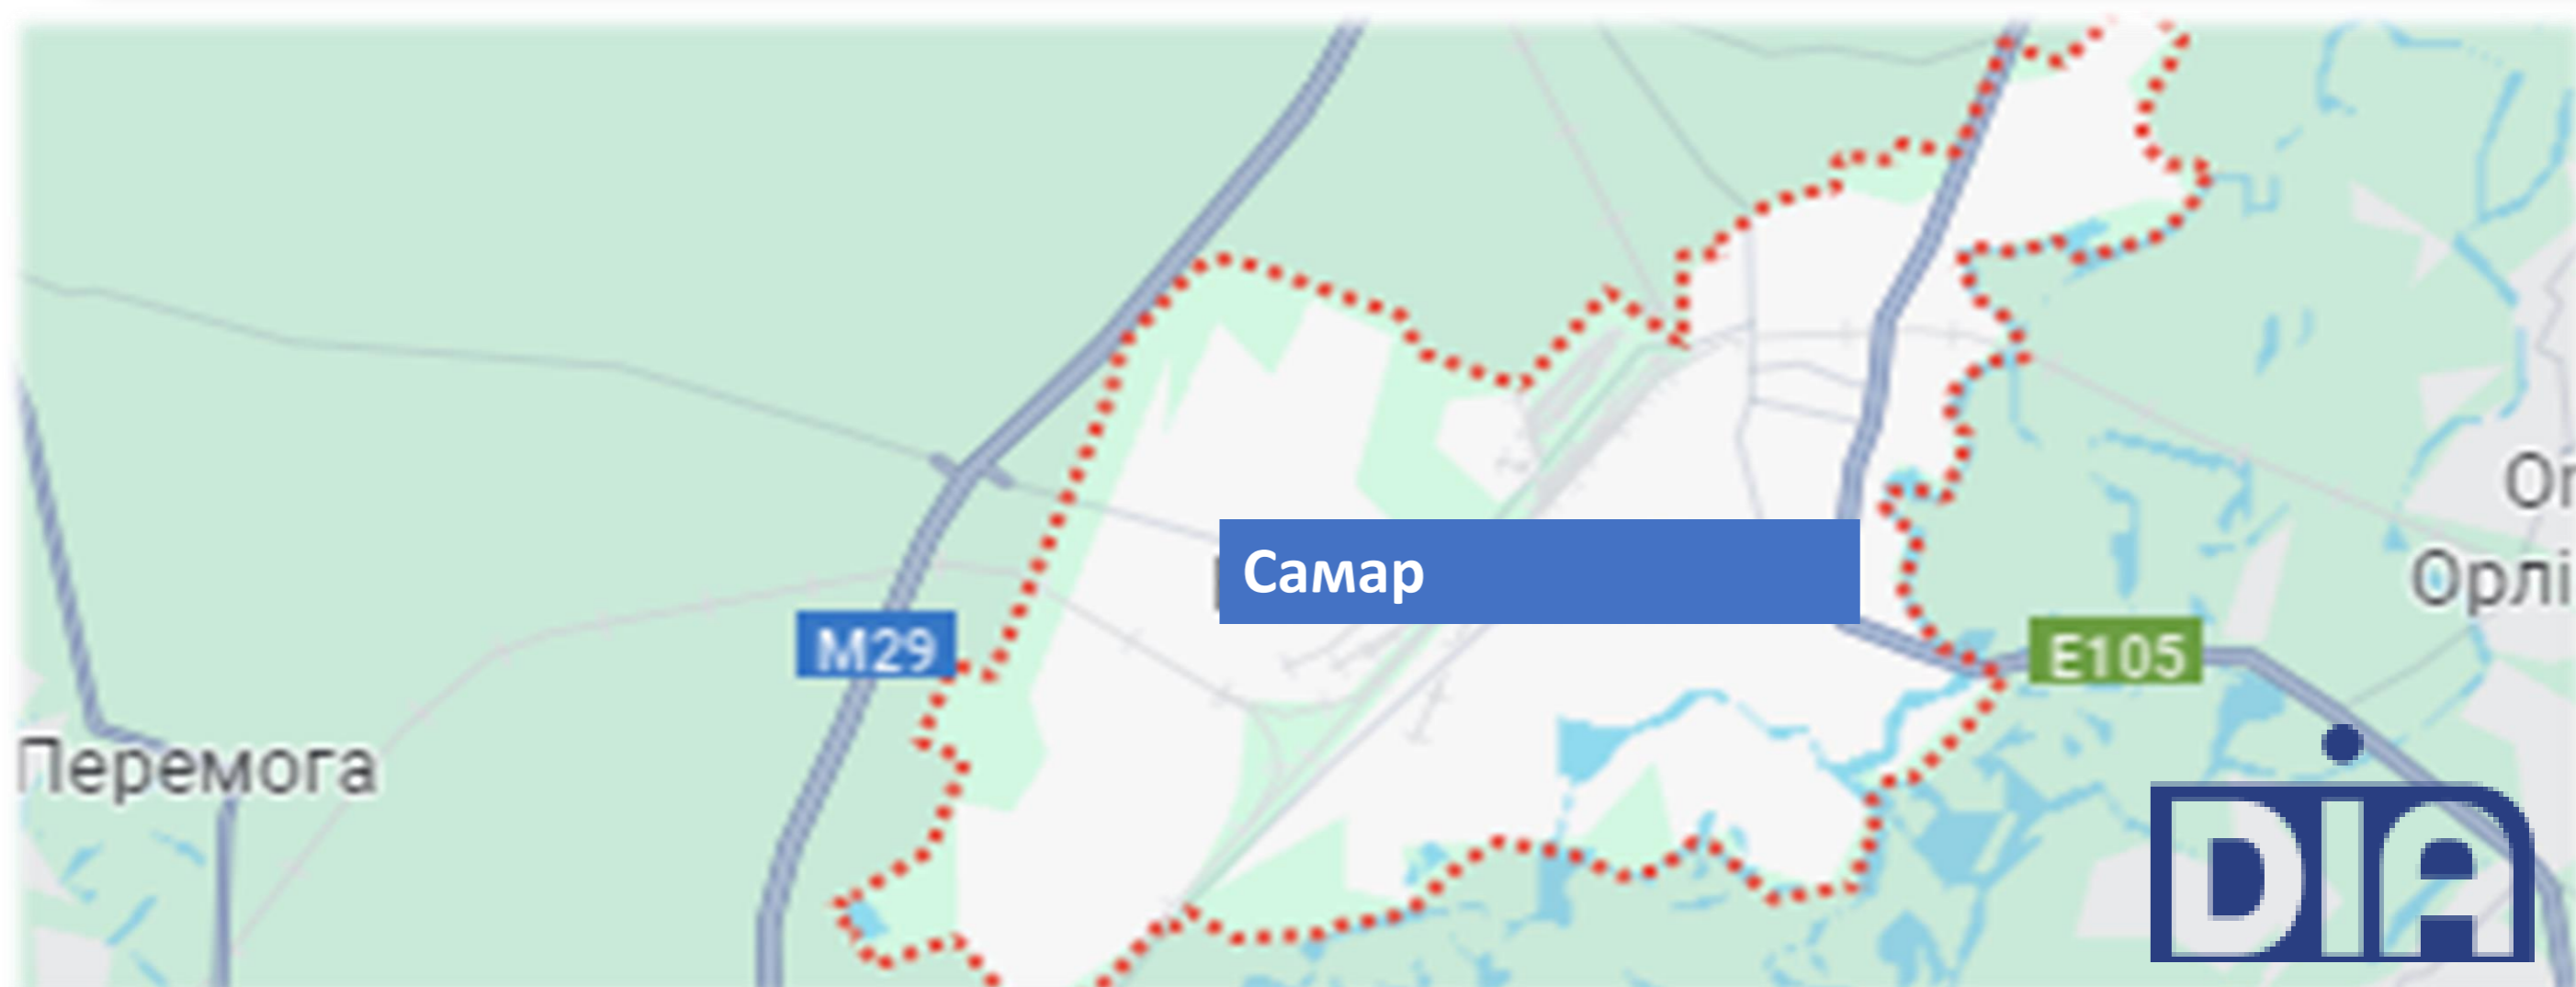 Самар
M29
E105
Перемога
Орлі
DIA